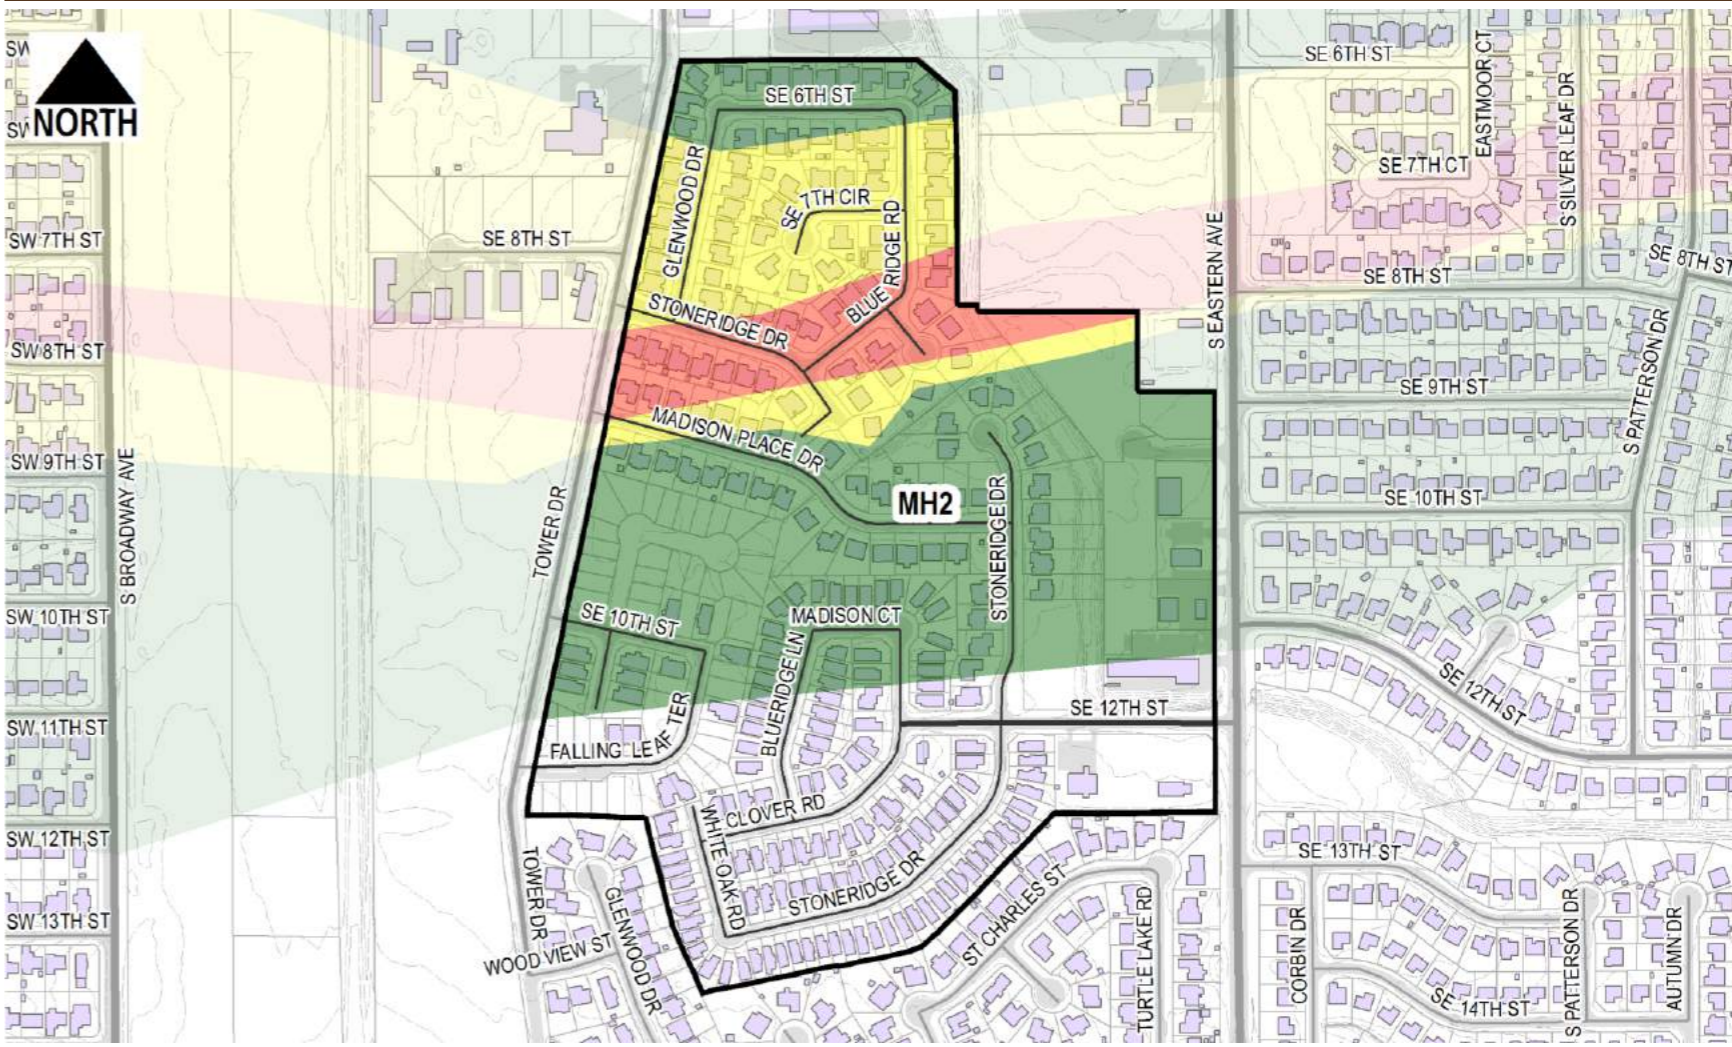 SW
NORTH
SW
SE 6TH ST
SE 6TH ST
EASTMOOR CT
S SILVER LEAF DR
GLENWOOD DR
SE 7TH CIR
BLUE RIDGE RD
SE 7TH CT
SW 7TH ST
SE 8TH ST
S EASTERN AVE
SE 8TH ST
SE 8TH ST
STONERIDGE DR
SW 8TH ST
S PATTERSON DR
SE 9TH ST
MADISON PLACE DR
SW 9TH ST
S BROADWAY AVE
TOWER DR
MH2
STONERIDGE DR
SE 10TH ST
SW 10TH ST
SE 10TH ST
MADISON CT
BLUERIDGE LN
SE 12TH ST
SE 12TH ST
SW 11TH ST
FALLING LEAF TER
CLOVER RD
WHITE OAK RD
SW 12TH ST
STONERIDGE DR
SE 13TH ST
TOWER DR
GLENWOOD DR
ST CHARLES ST
TURTLE LAKE RD
CORBIN DR
S PATTERSON DR
AUTUMN DR
SW 13TH ST
WOOD VIEW ST
SE 14TH ST